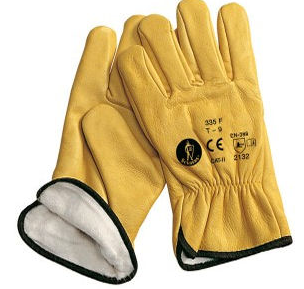 335 F
T - 9
CE
CAT-II
EN-388
2132